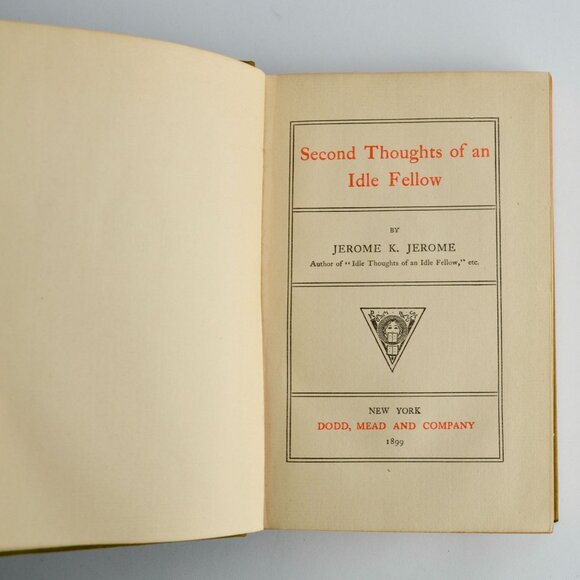 Second Thoughts of an
Idle Fellow
BY
JEROME K. JEROME
Author of "Idle Thoughts of an Idle Fellow," etc.
NEW YORK
DODD, MEAD AND COMPANY
1899